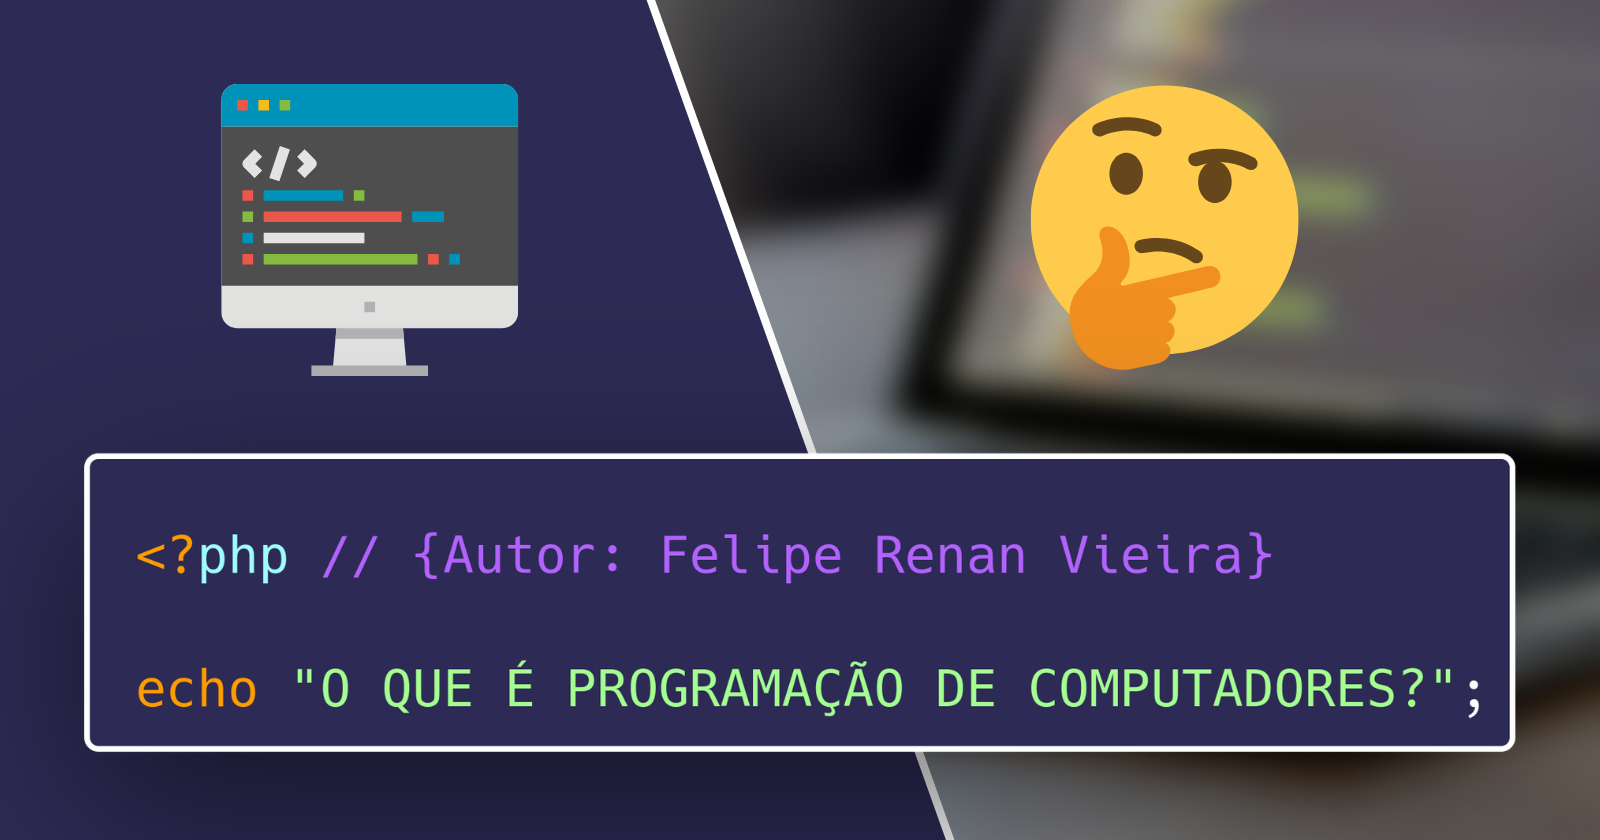 </>
<?php // {Autor: Felipe Renan Vieira}
echo "O QUE É PROGRAMAÇÃO DE COMPUTADORES?";